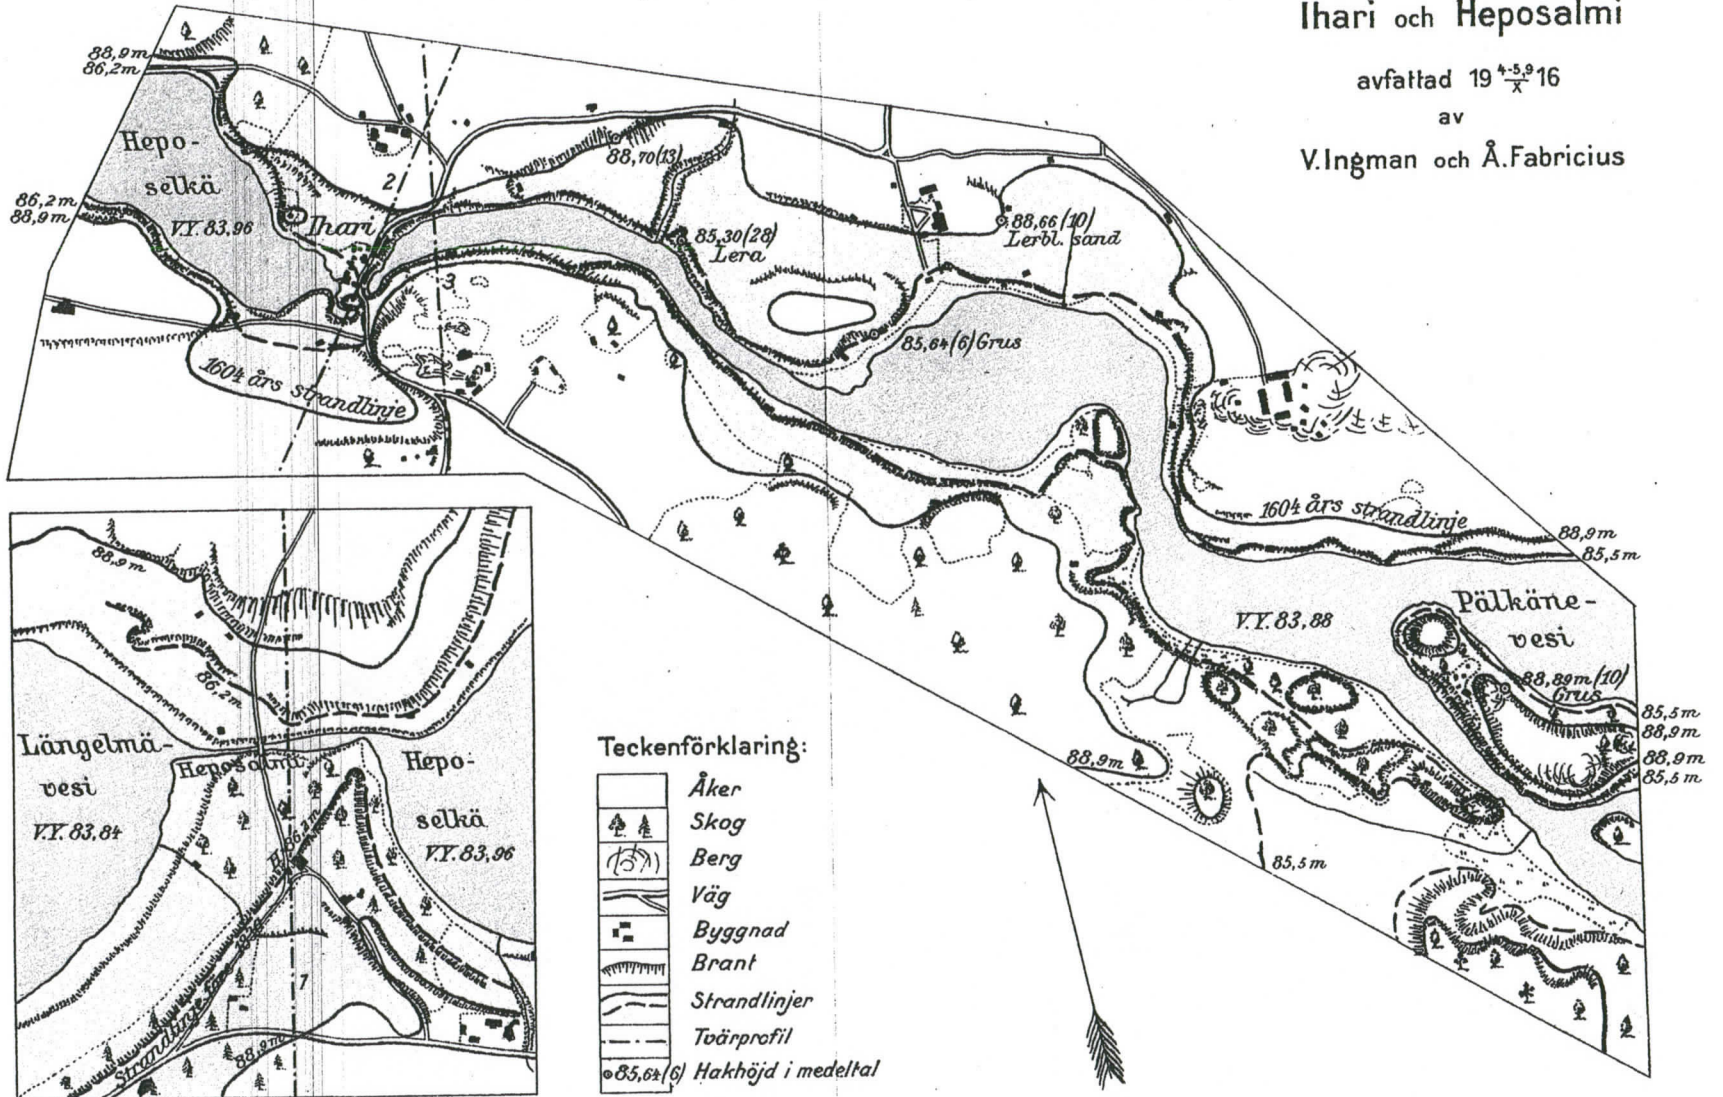 Ihari och Heposalmi
avfattad 19 4-5,9/X 16
av
V.Ingman och Å.Fabricius
88,9m
86,2m
Hepo-
selkä
V.Y. 83,96
86,2m
88,9m
Ihari
2
3
88,70(13)
85,30(28)
Lera
88,66(10)
Lerbl. sand
85,64(6) Grus
1604 års strandlinje
1604 års strandlinje
88,9m
85,5m
V.Y. 83,88
Pälkäne-
vesi
88,89m(10)
Grus
85,5m
88,9m
88,9m
85,5m
88,9m
85,5m
88,9m
86,2m
Längelmä-
vesi
V.Y. 83,84
Heposalmi
Hepo-
selkä
V.Y. 83,96
H. 86,2m
1
Strandlinje före
88,9m
Teckenförklaring:
Åker
Skog
Berg
Väg
Byggnad
Brant
Strandlinjer
Tvärprofil
85,64(6) Hakhöjd i medeltal